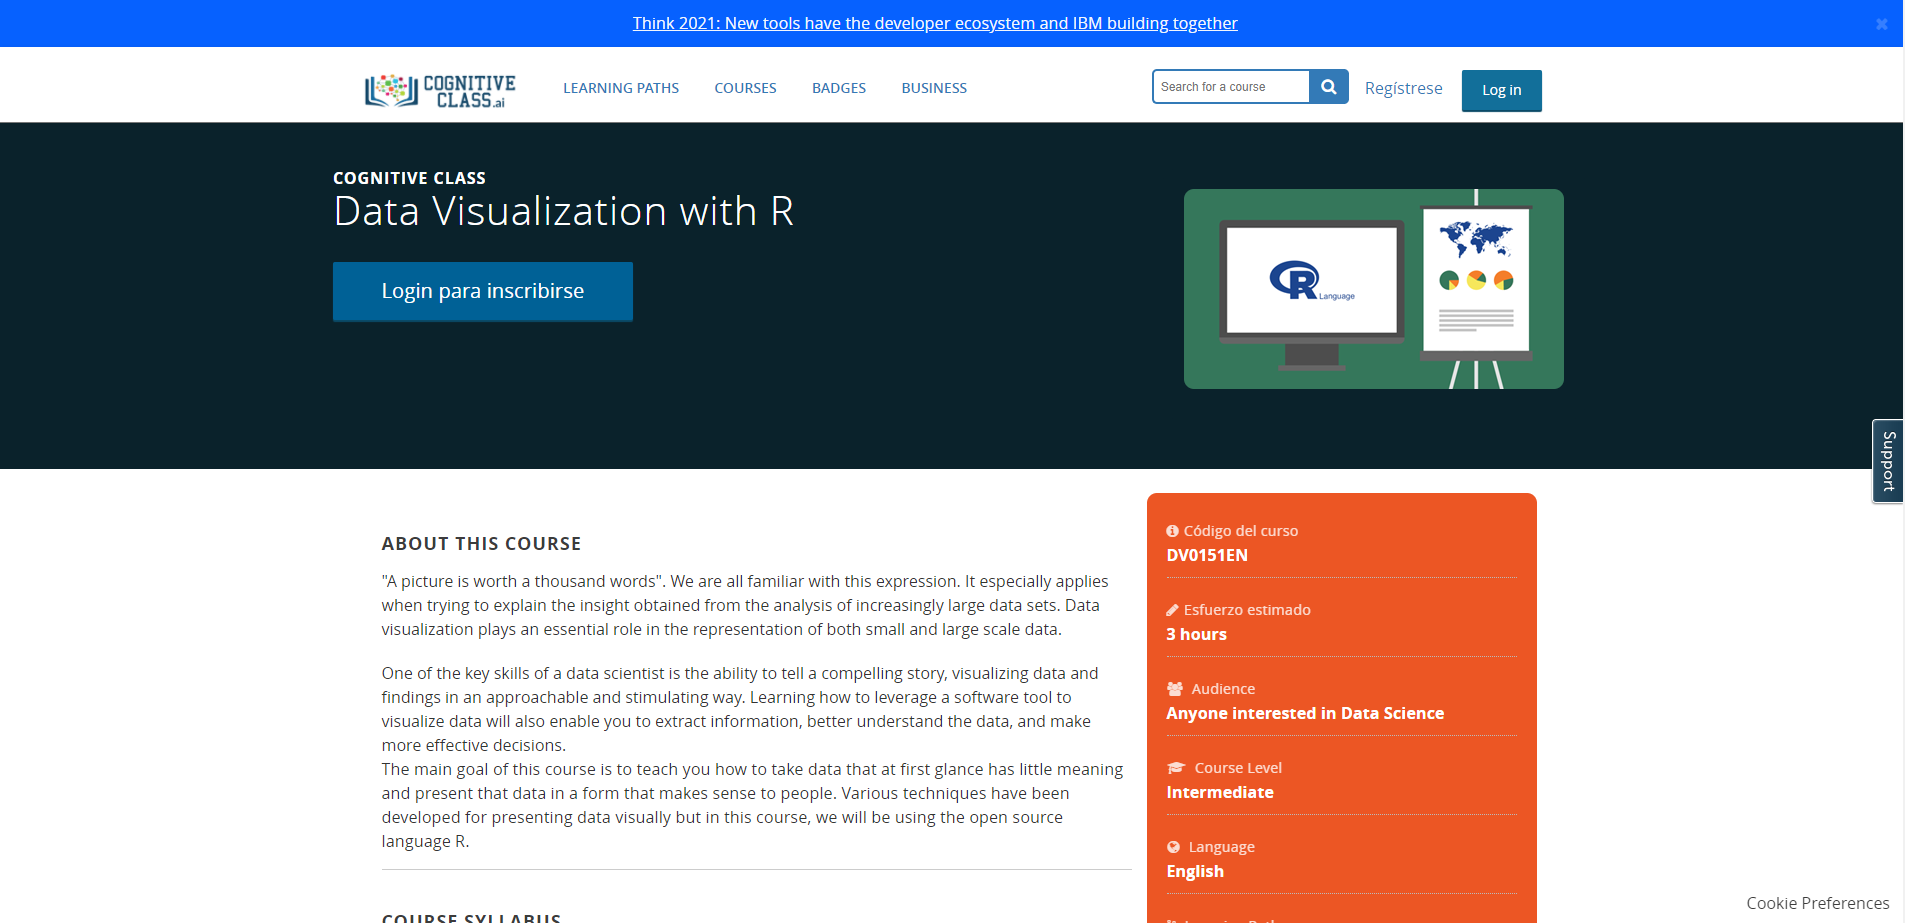 Think 2021: New tools have the developer ecosystem and IBM building together
COGNITIVE
CLASS.ai
LEARNING PATHS
COURSES
BADGES
BUSINESS
Search for a course
Regístrese
Log in
COGNITIVE CLASS
Data Visualization with R
Login para inscribirse
R Language
Support
ABOUT THIS COURSE
"A picture is worth a thousand words". We are all familiar with this expression. It especially applies
when trying to explain the insight obtained from the analysis of increasingly large data sets. Data
visualization plays an essential role in the representation of both small and large scale data.
One of the key skills of a data scientist is the ability to tell a compelling story, visualizing data and
findings in an approachable and stimulating way. Learning how to leverage a software tool to
visualize data will also enable you to extract information, better understand the data, and make
more effective decisions.
The main goal of this course is to teach you how to take data that at first glance has little meaning
and present that data in a form that makes sense to people. Various techniques have been
developed for presenting data visually but in this course, we will be using the open source
language R.
COURSE SYLLABUS
Código del curso
DV0151EN
Esfuerzo estimado
3 hours
Audience
Anyone interested in Data Science
Course Level
Intermediate
Language
English
Cookie Preferences